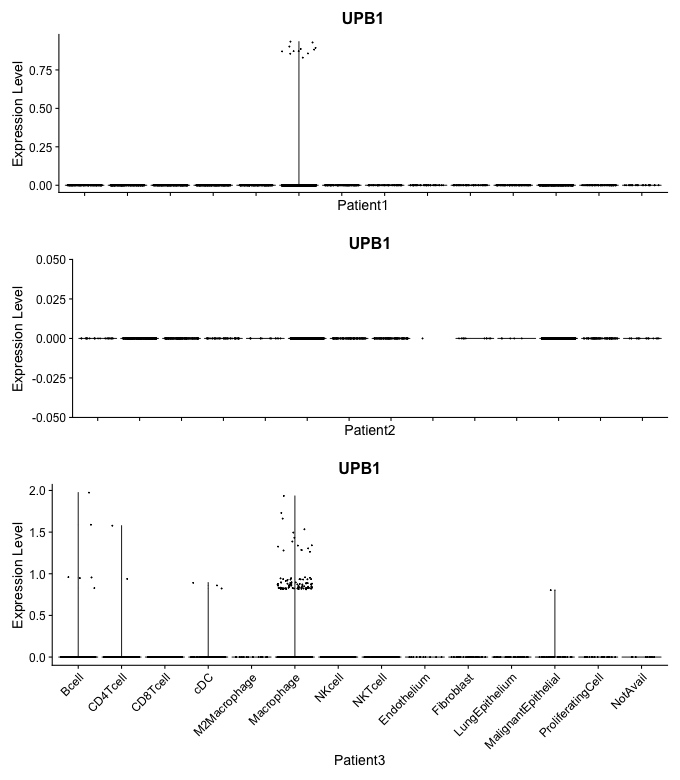 UPB1
Expression Level
0.75
0.50
0.25
0.00
Patient1
UPB1
Expression Level
0.050
0.025
0.000
-0.025
-0.050
Patient2
UPB1
Expression Level
2.0
1.5
1.0
0.5
0.0
Bcell
CD4Tcell
CD8Tcell
cDC
M2Macrophage
Macrophage
NKcell
NKTcell
Endothelium
Fibroblast
LungEpithelium
MalignantEpithelial
ProliferatingCell
NotAvail
Patient3